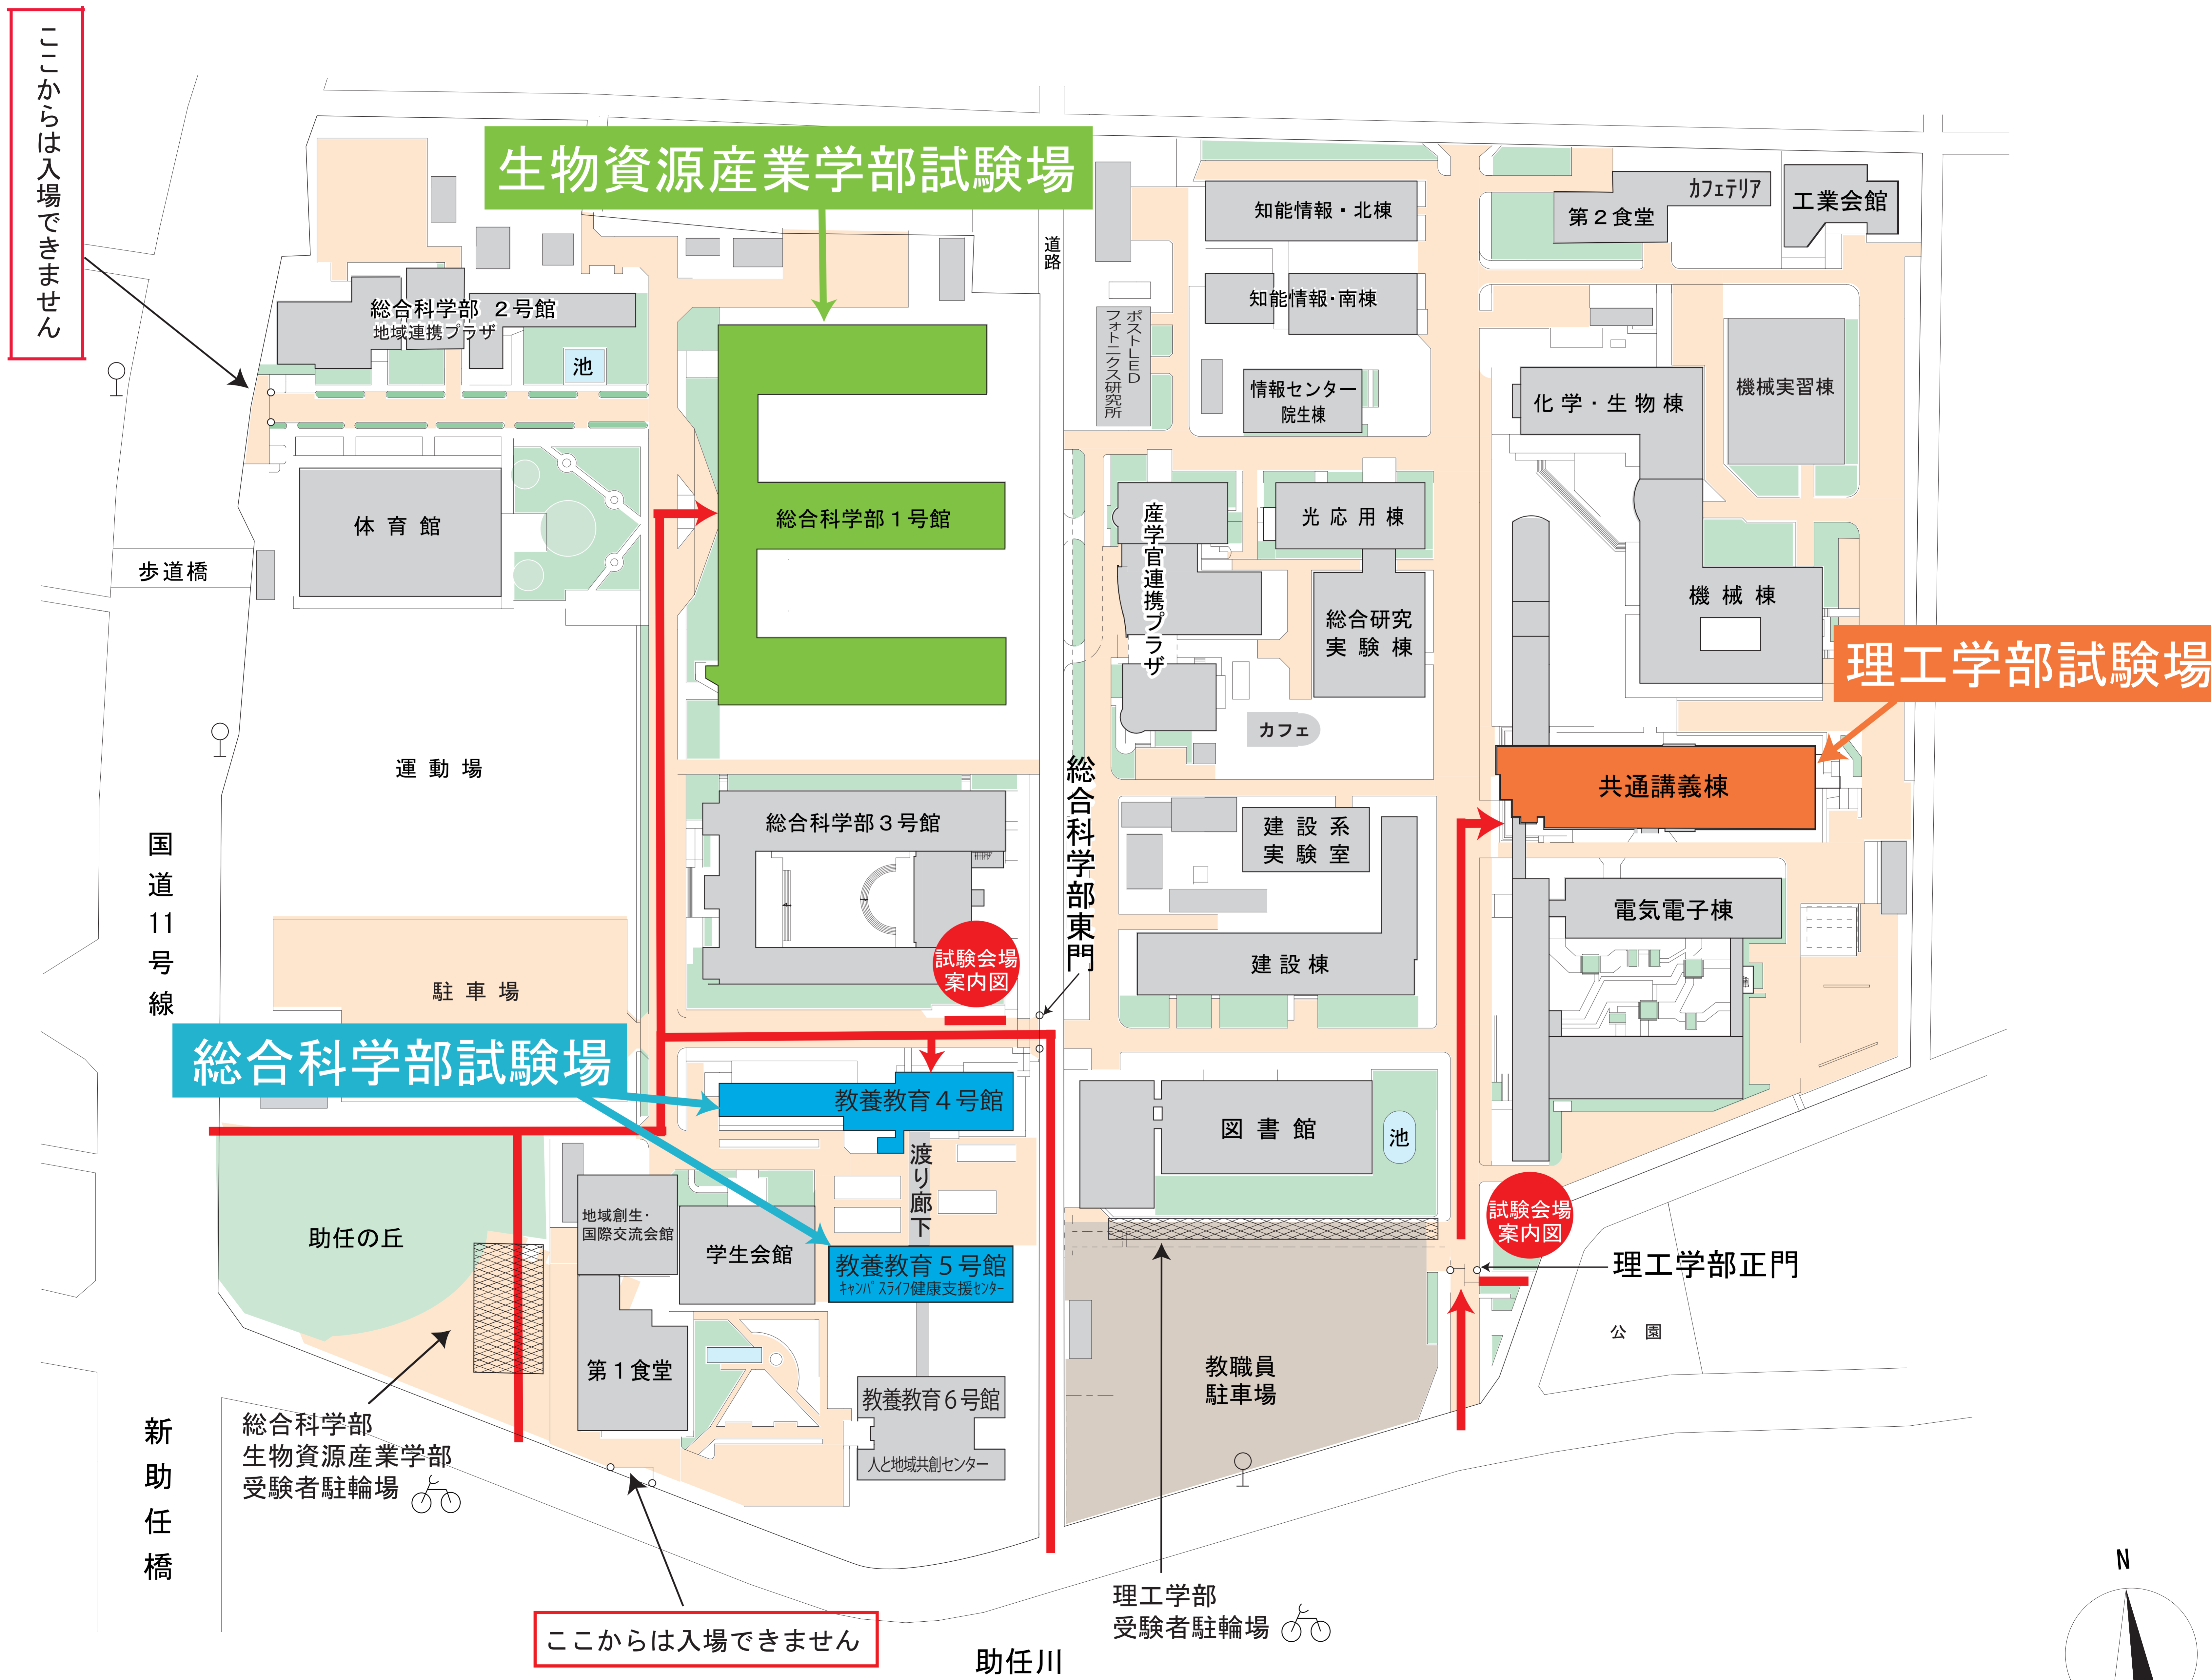 ここからは入場できません
生物資源産業学部試験場
道路
知能情報・北棟
カフェテリア
第２食堂
工業会館
総合科学部 ２号館
地域連携プラザ
池
知能情報・南棟
ポストLED
フォトニクス研究所
情報センター
院生棟
化学・生物棟
機械実習棟
体育館
総合科学部１号館
産学官連携プラザ
光応用棟
歩道橋
総合研究
実験棟
機械棟
理工学部試験場
カフェ
運動場
共通講義棟
総合科学部３号館
建設系
実験室
総合科学部東門
国道11号線
電気電子棟
試験会場
案内図
建設棟
駐車場
総合科学部試験場
教養教育４号館
図書館
池
渡り廊下
助任の丘
地域創生・
国際交流会館
学生会館
教養教育５号館
キャンパスライフ健康支援センター
試験会場
案内図
理工学部正門
公園
第１食堂
教職員
駐車場
教養教育６号館
人と地域共創センター
新助任橋
総合科学部
生物資源産業学部
受験者駐輪場
理工学部
受験者駐輪場
ここからは入場できません
助任川
N